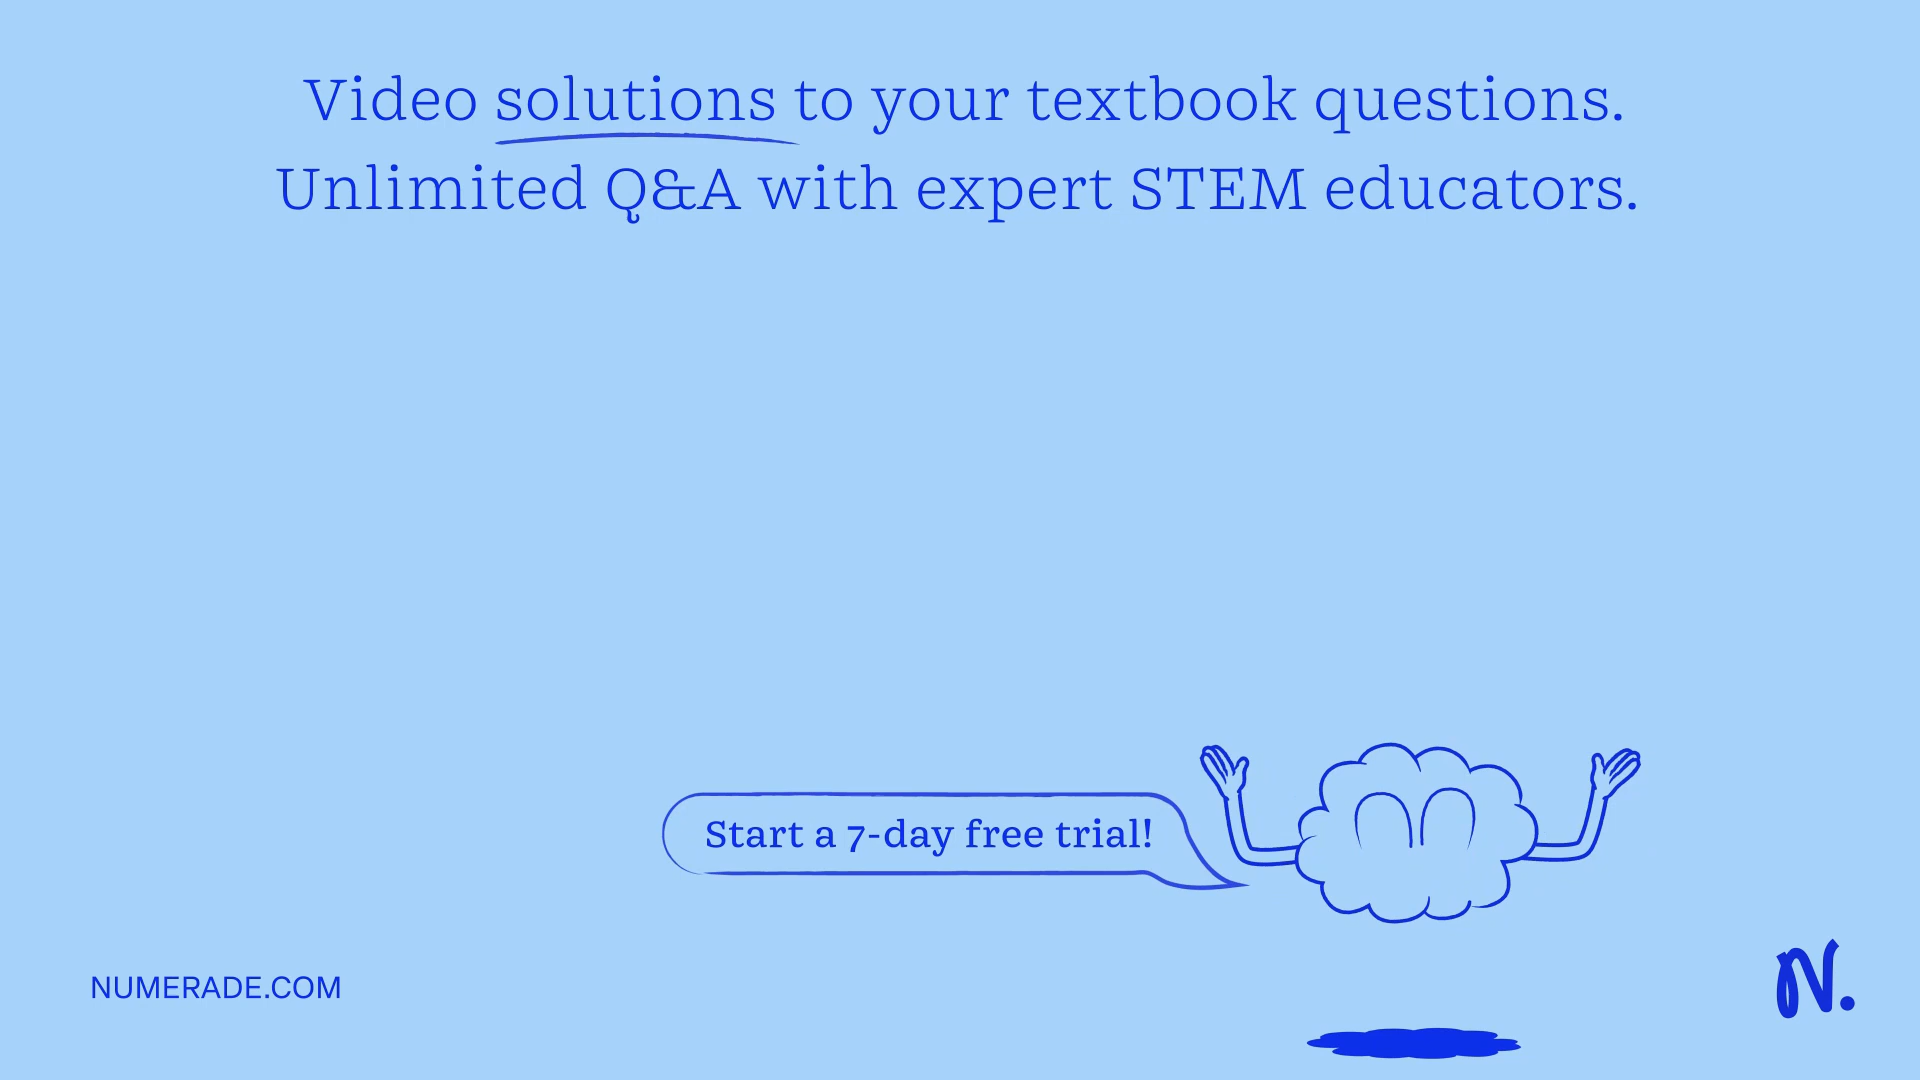 Video solutions to your textbook questions.
Unlimited Q&A with expert STEM educators.
Start a 7-day free trial!
NUMERADE.COM
N.